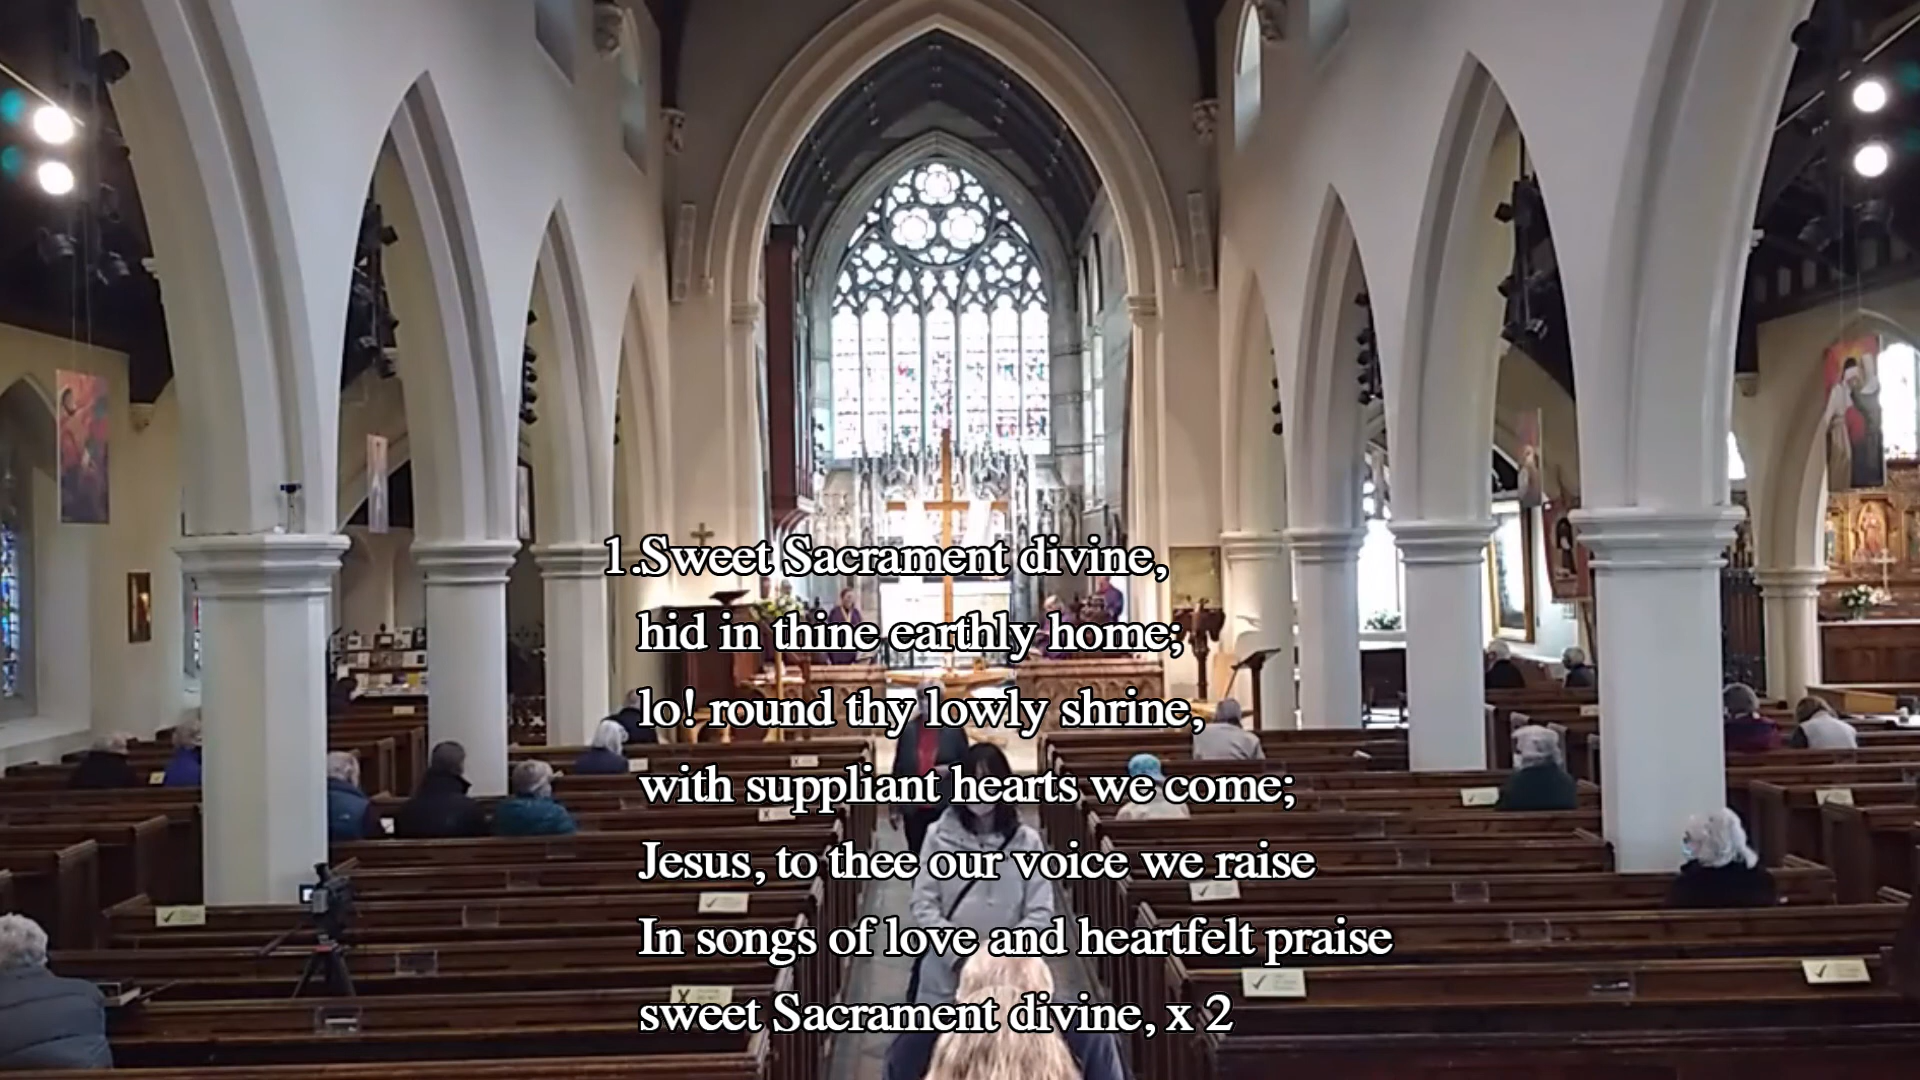 1.Sweet Sacrament divine,
hid in thine earthly home;
lo! round thy lowly shrine,
with suppliant hearts we come;
Jesus, to thee our voice we raise
In songs of love and heartfelt praise
sweet Sacrament divine, x 2